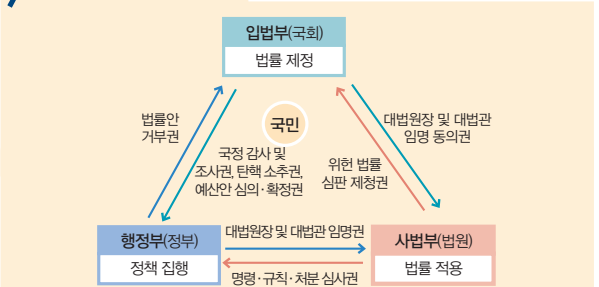 입법부(국회)
법률 제정
법률안
거부권
국민
국정 감사 및
조사권, 탄핵 소추권,
예산안 심의·확정권
위헌 법률
심판 제청권
대법원장 및 대법관
임명 동의권
행정부(정부)
정책 집행
대법원장 및 대법관 임명권
명령·규칙·처분 심사권
사법부(법원)
법률 적용